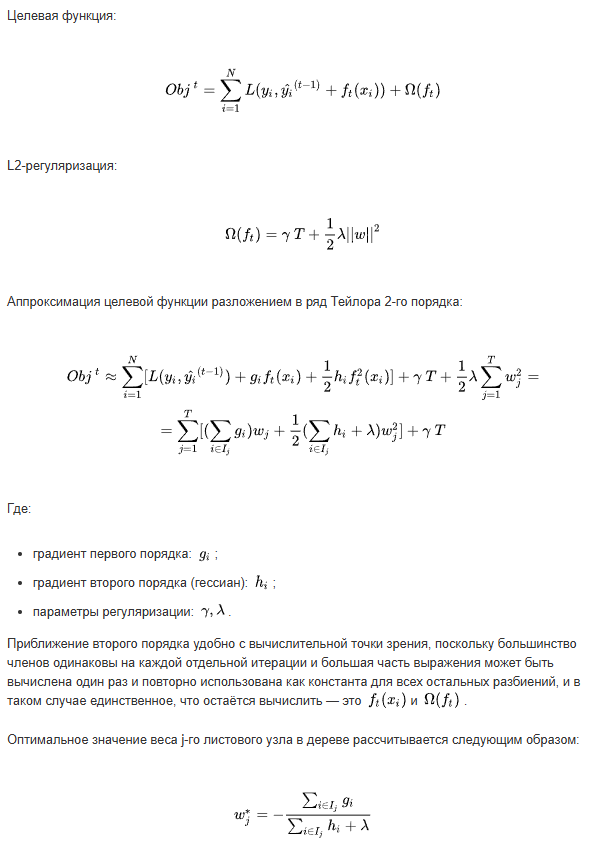 Целевая функция:
$Obj^{\,t} = \sum_{i=1}^{N} L(y_i, \hat{y_i}^{(t-1)} + f_t(x_i)) + \Omega(f_t)$
L2-регуляризация:
$\Omega(f_t) = \gamma\, T + \frac{1}{2} \lambda ||w||^2$
Аппроксимация целевой функции разложением в ряд Тейлора 2-го порядка:
$Obj^{\,t} \approx \sum_{i=1}^{N} [L(y_i, \hat{y_i}^{(t-1)}) + g_i f_t(x_i) + \frac{1}{2} h_i f_t^2(x_i)] + \gamma\, T + \frac{1}{2} \lambda \sum_{j=1}^{T} w_j^2 =$
$= \sum_{j=1}^{T} [(\sum_{i \in I_j} g_i) w_j + \frac{1}{2} (\sum_{i \in I_j} h_i + \lambda) w_j^2] + \gamma\, T$
Где:
• градиент первого порядка: $g_i$ ;
• градиент второго порядка (гессиан): $h_i$ ;
• параметры регуляризации: $\gamma, \lambda$ .
Приближение второго порядка удобно с вычислительной точки зрения, поскольку большинство
членов одинаковы на каждой отдельной итерации и большая часть выражения может быть
вычислена один раз и повторно использована как константа для всех остальных разбиений, и в
таком случае единственное, что остаётся вычислить — это $f_t(x_i)$ и $\Omega(f_t)$ .
Оптимальное значение веса j-го листового узла в дереве рассчитывается следующим образом:
$w_j^* = -\frac{\sum_{i \in I_j} g_i}{\sum_{i \in I_j} h_i + \lambda}$